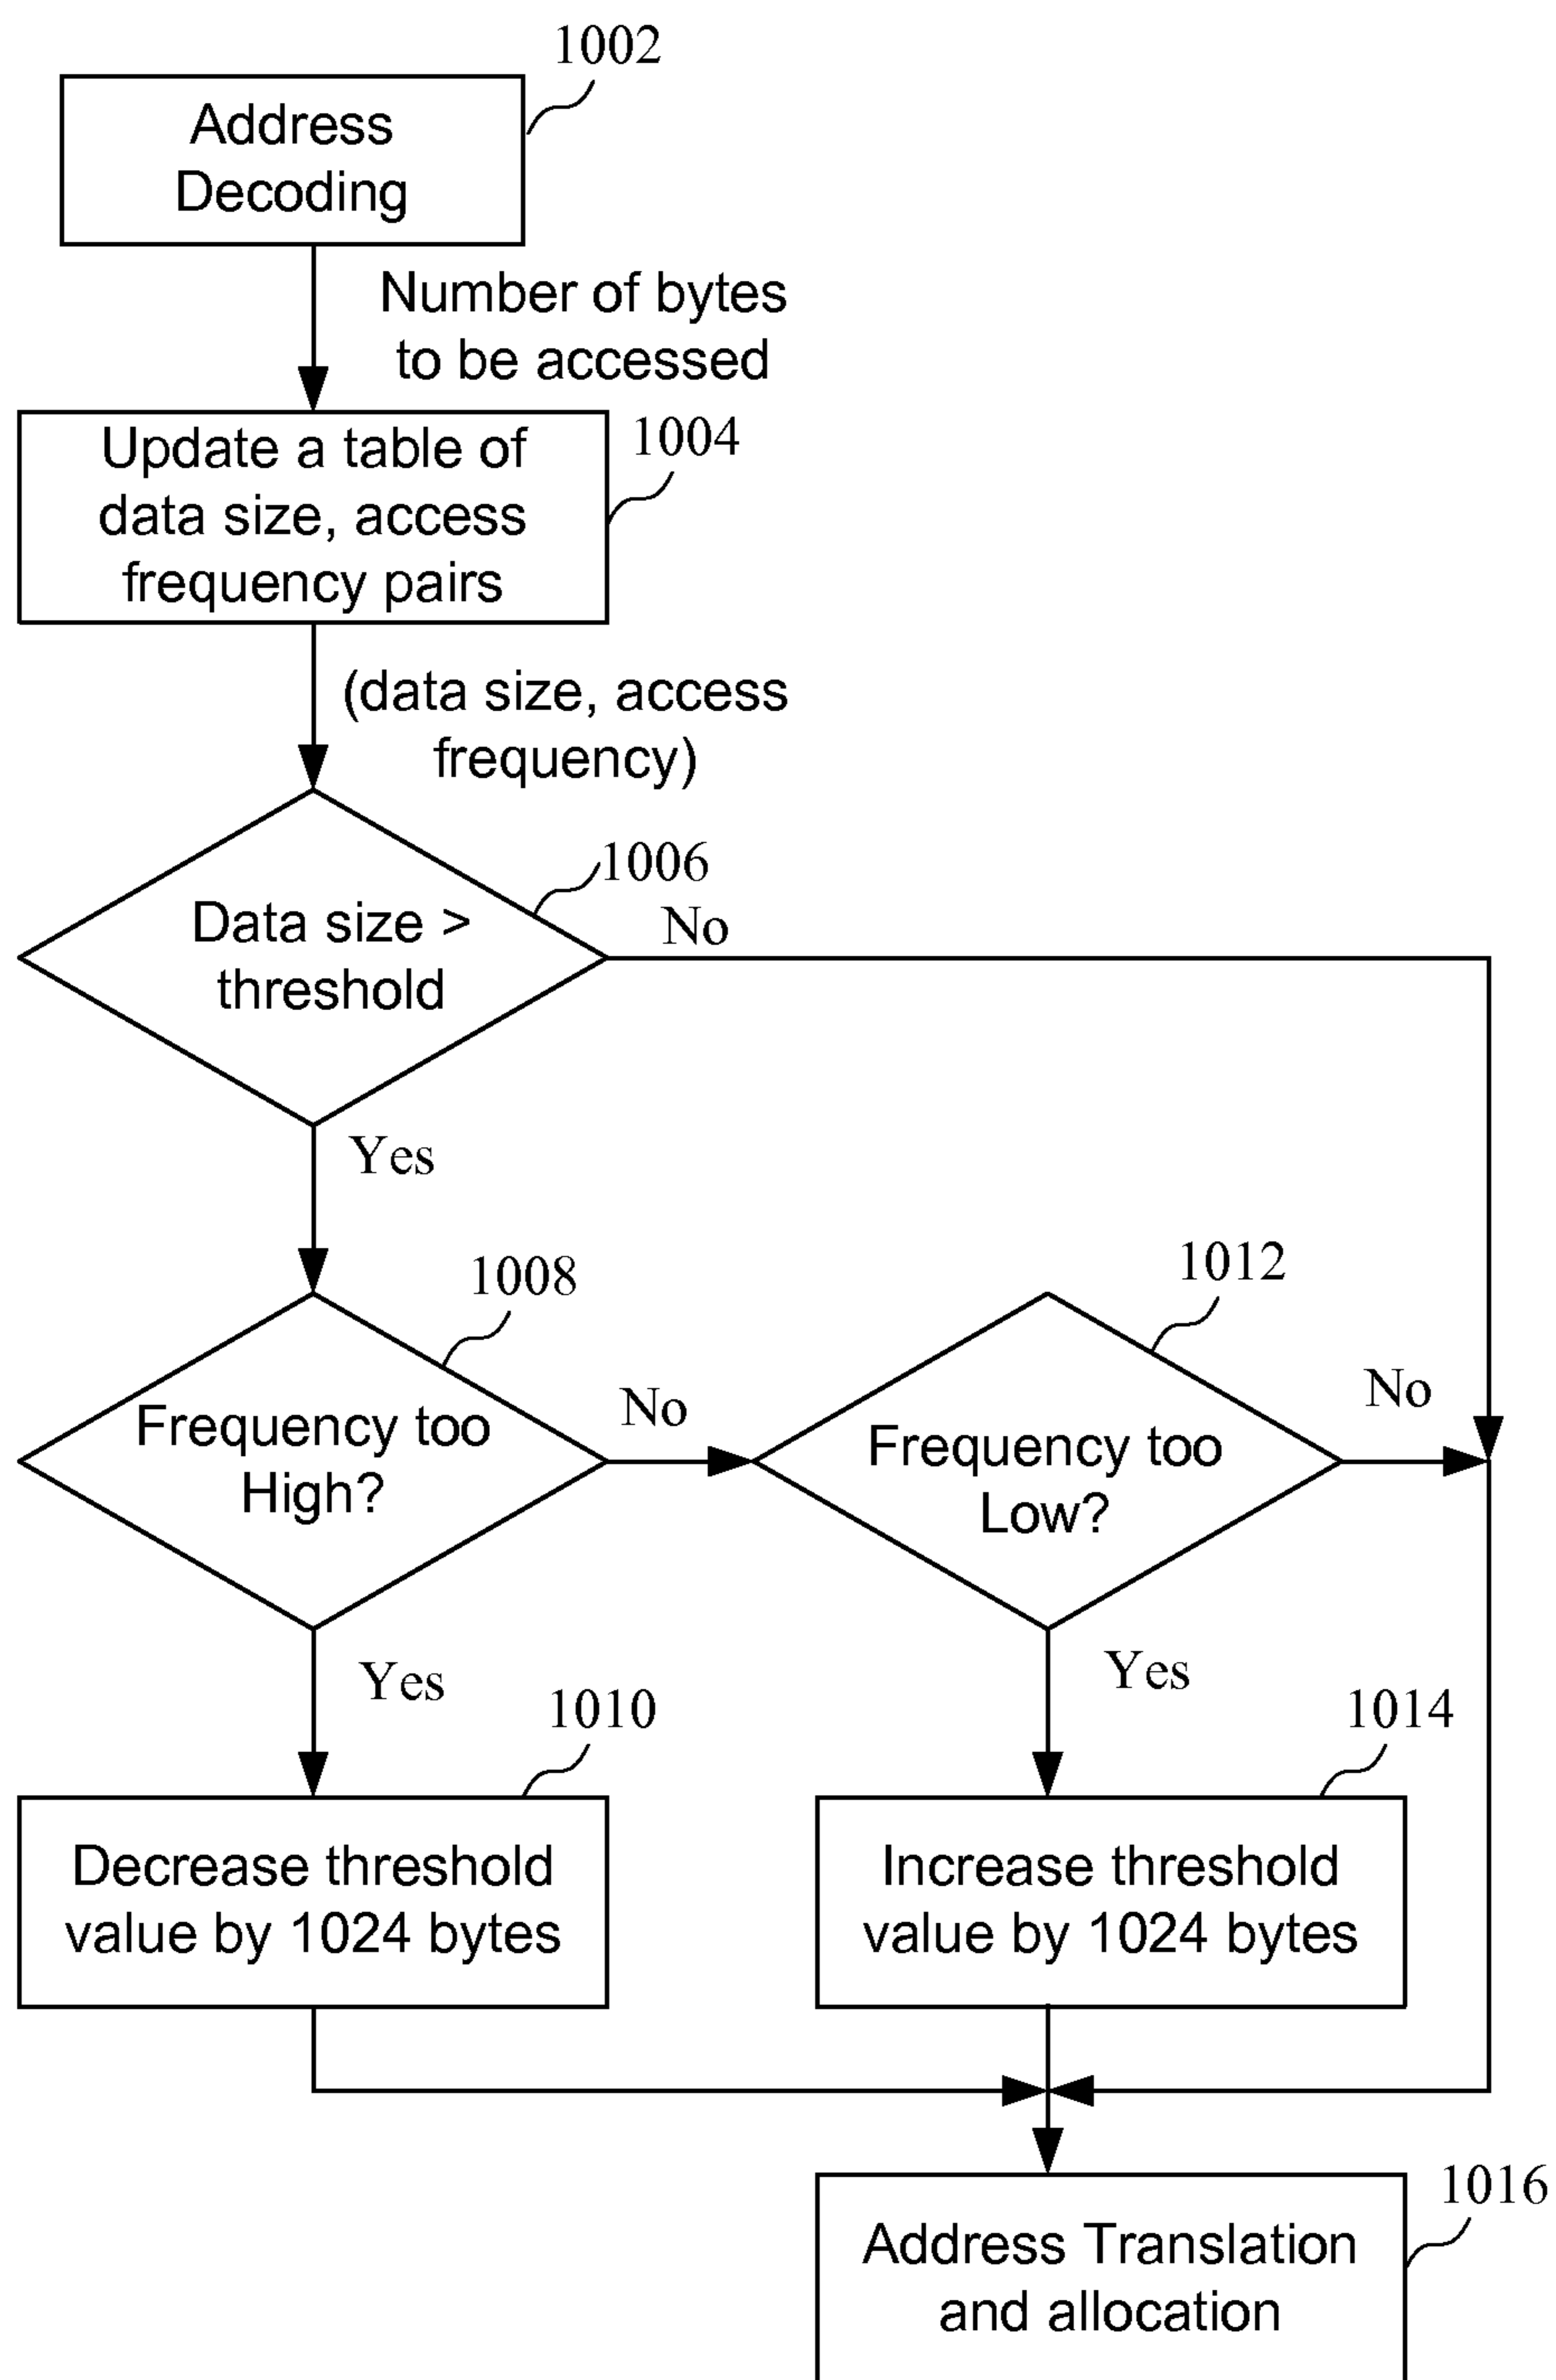 1002
Address
Decoding
Number of bytes
to be accessed
1004
Update a table of
data size, access
frequency pairs
(data size, access
frequency)
1006
Data size >
threshold
No
Yes
1008
Frequency too
High?
No
1012
Frequency too
Low?
No
Yes
1010
Decrease threshold
value by 1024 bytes
Yes
1014
Increase threshold
value by 1024 bytes
1016
Address Translation
and allocation